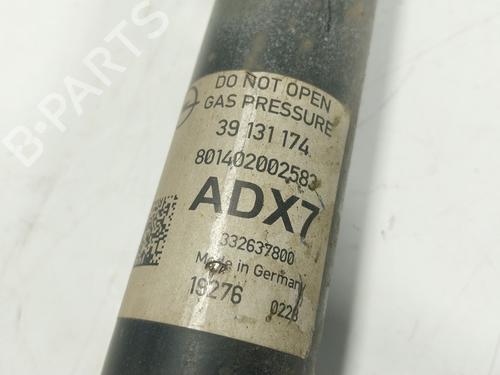 DO NOT OPEN
GAS PRESSURE
39 131 174
801402002583
ADX7
332637800
Made in Germany
19276 0228
B-PARTS